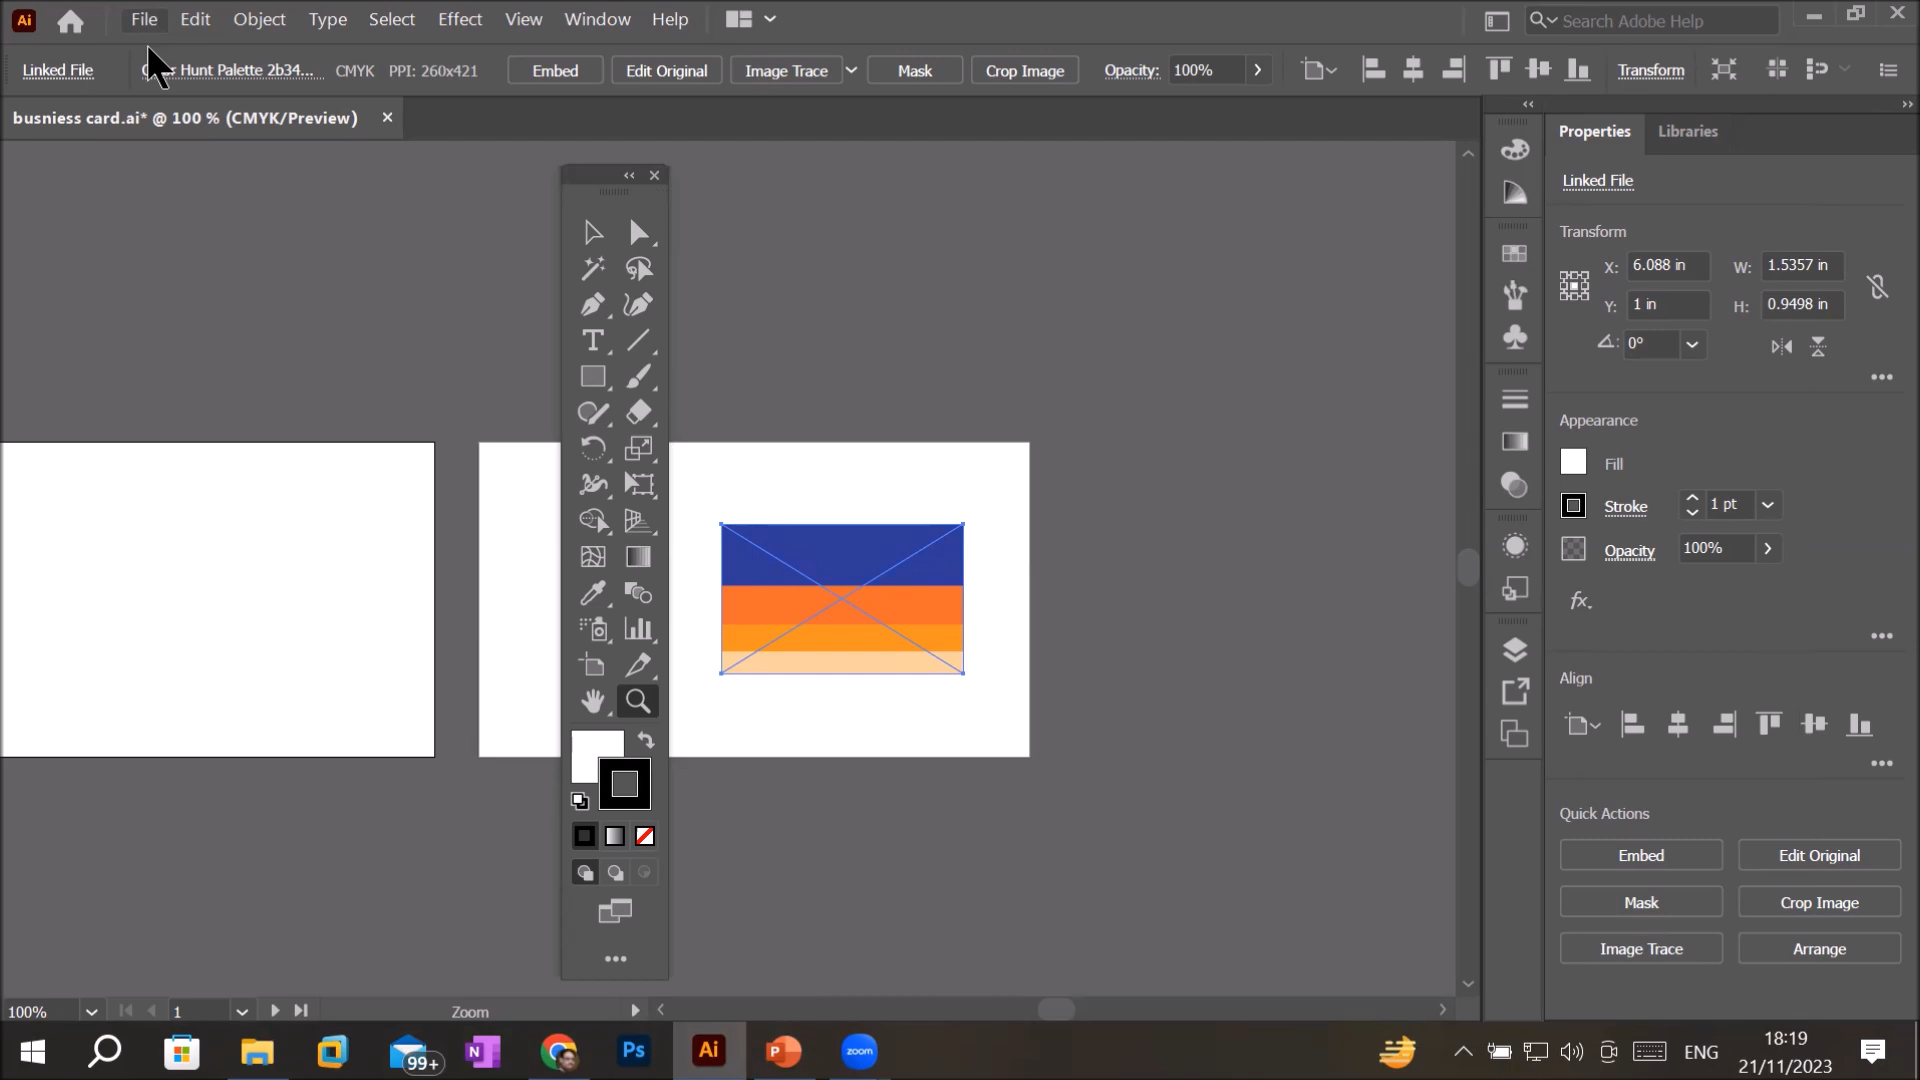 Ai File Edit Object Type Select Effect View Window Help Search Adobe Help
Linked File Hunt Palette 2b34... CMYK PPI: 260x421 Embed Edit Original Image Trace Mask Crop Image Opacity: 100% Transform
busniess card.ai* @ 100 % (CMYK/Preview)
Properties Libraries
Linked File
Transform
X: 6.088 in W: 1.5357 in
Y: 1 in H: 0.9498 in
0°
Appearance
Fill
Stroke 1 pt
Opacity 100%
fx.
Align
Quick Actions
Embed Edit Original
Mask Crop Image
Image Trace Arrange
100% 1 Zoom
99+ N Ps Ai P zoom ENG 18:19
21/11/2023